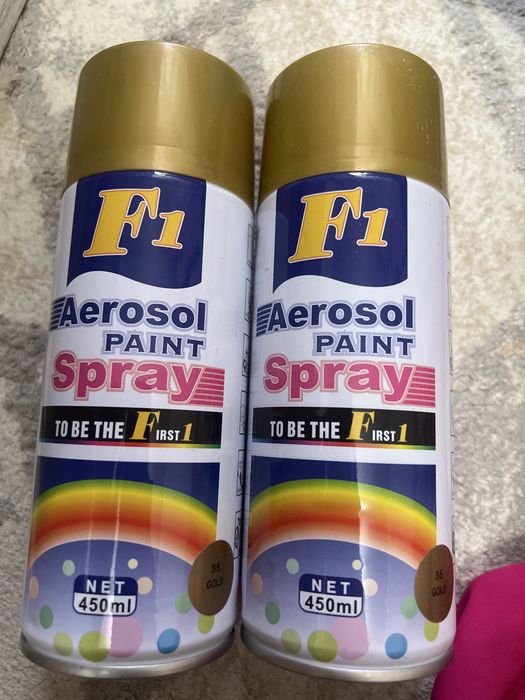 F1
Aerosol
PAINT
Spray
TO BE THE FIRST 1
35
GOLD
NET
450ml
F1
Aerosol
PAINT
Spray
TO BE THE FIRST 1
35
GOLD
NET
450ml